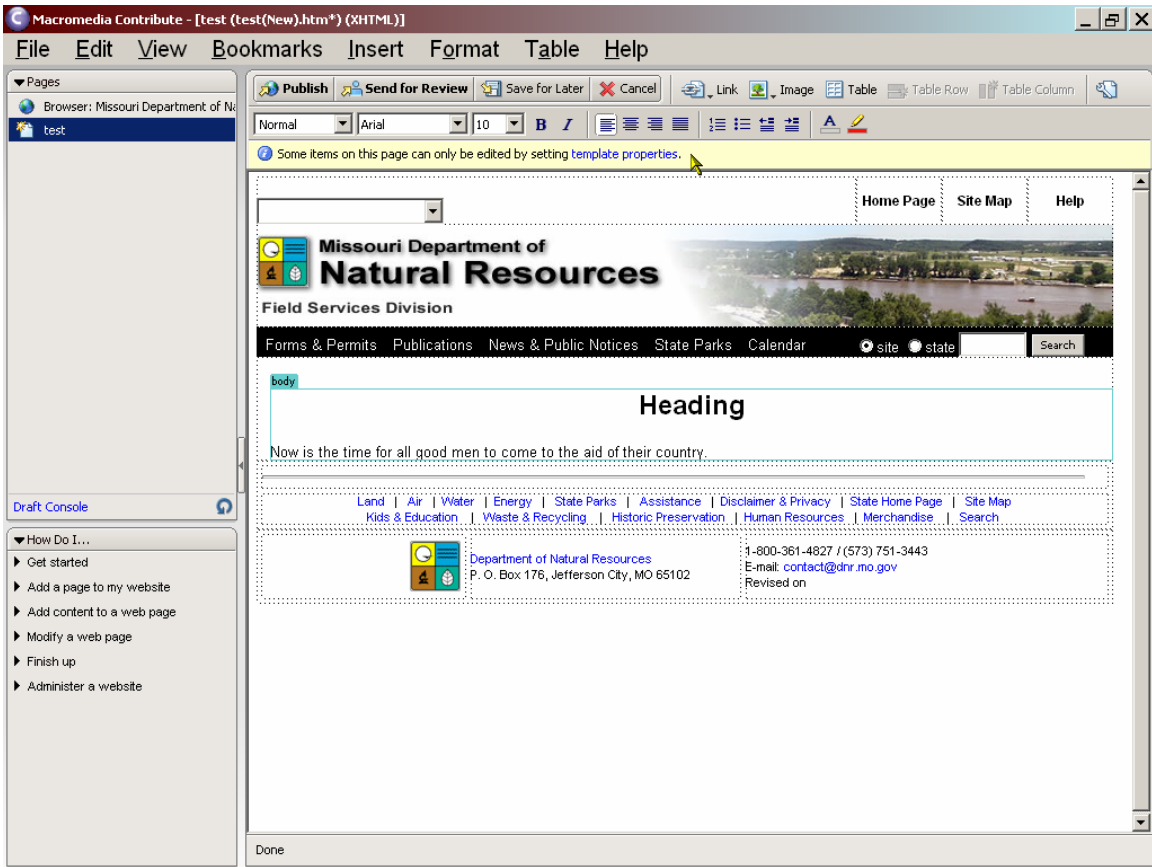 Macromedia Contribute - [test (test(New).htm*) (XHTML)]
File Edit View Bookmarks Insert Format Table Help
Pages
Browser: Missouri Department of Na
test
Draft Console
How Do I...
Get started
Add a page to my website
Add content to a web page
Modify a web page
Finish up
Administer a website
Publish Send for Review Save for Later Cancel Link Image Table Table Row Table Column
Normal Arial 10 B I A
Some items on this page can only be edited by setting template properties.
Home Page Site Map Help
Missouri Department of
Natural Resources
Field Services Division
Forms & Permits Publications News & Public Notices State Parks Calendar site state Search
body
Heading
Now is the time for all good men to come to the aid of their country.
Land | Air | Water | Energy | State Parks | Assistance | Disclaimer & Privacy | State Home Page | Site Map
Kids & Education | Waste & Recycling | Historic Preservation | Human Resources | Merchandise | Search
Department of Natural Resources
P. O. Box 176, Jefferson City, MO 65102
1-800-361-4827 / (573) 751-3443
E-mail: contact@dnr.mo.gov
Revised on
Done